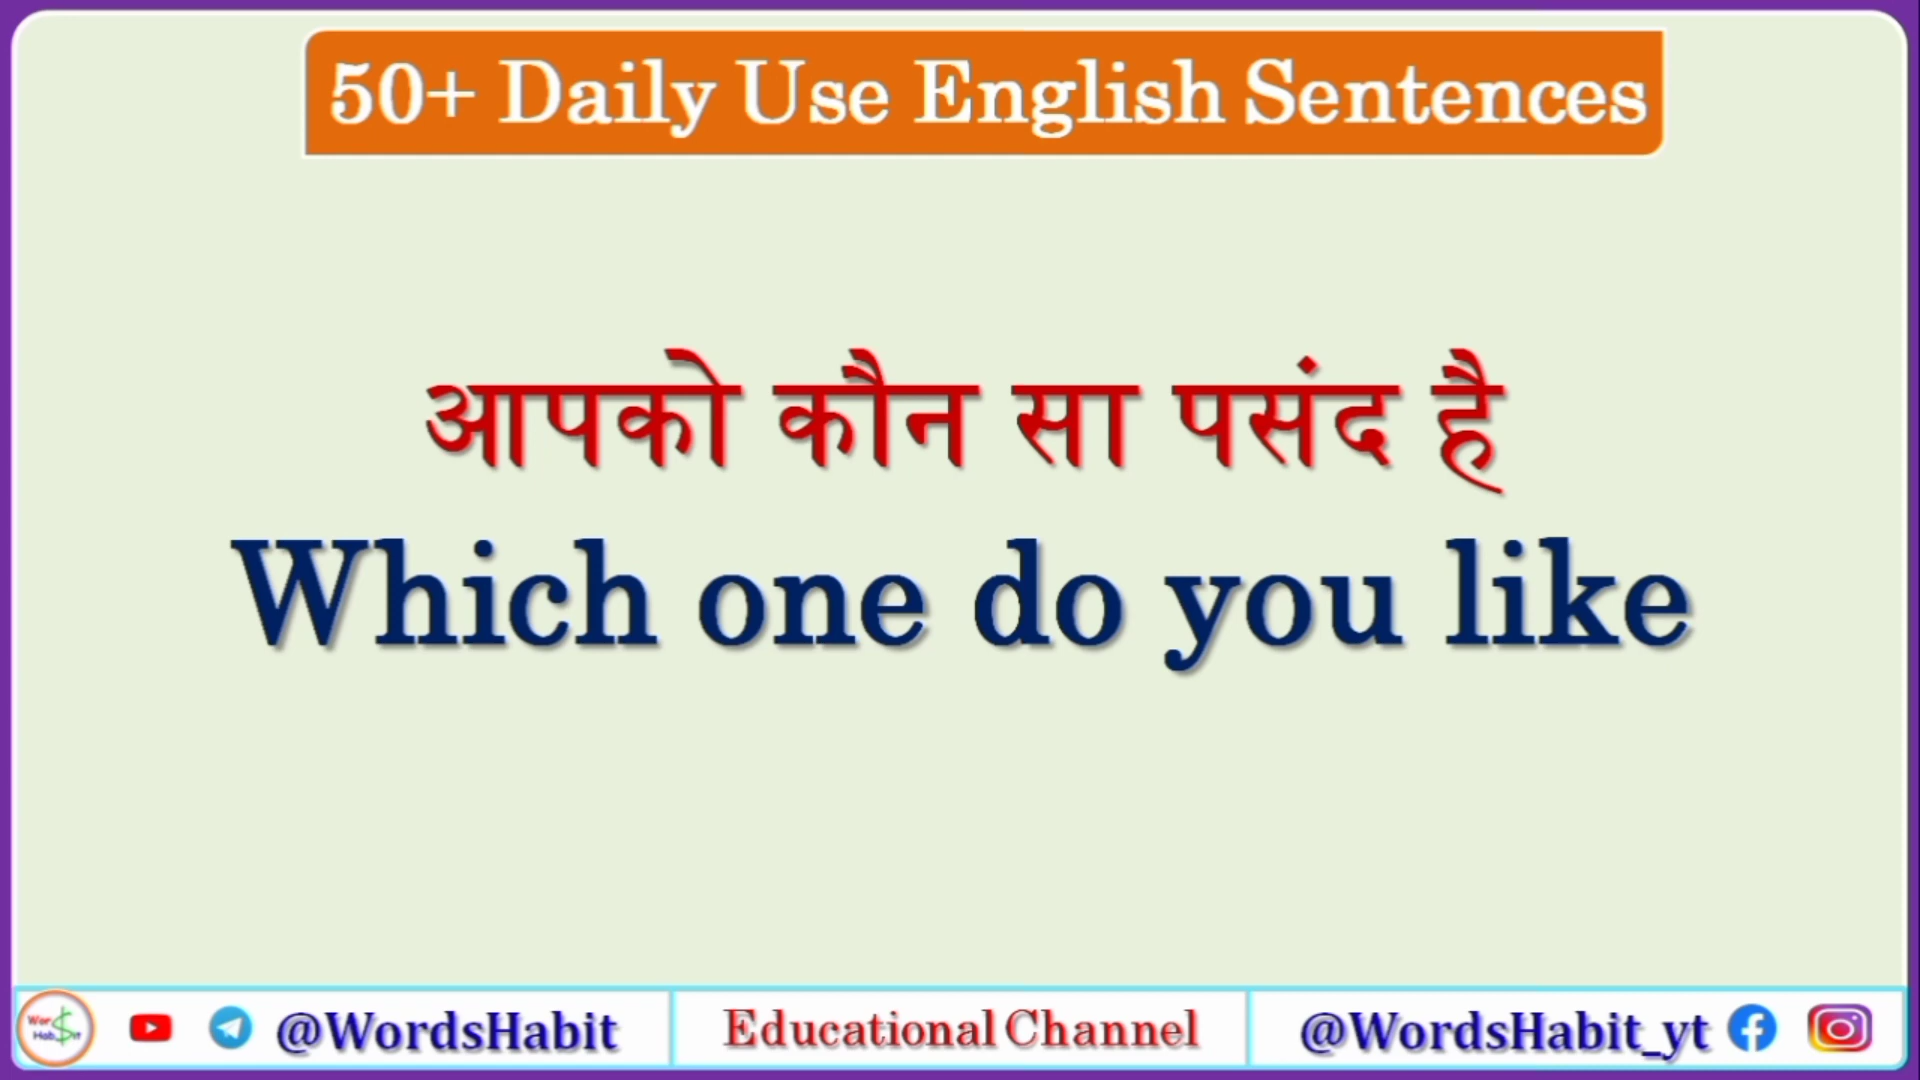 50+ Daily Use English Sentences
आपको कौन सा पसंद है
Which one do you like
@WordsHabit
Educational Channel
@WordsHabit_yt